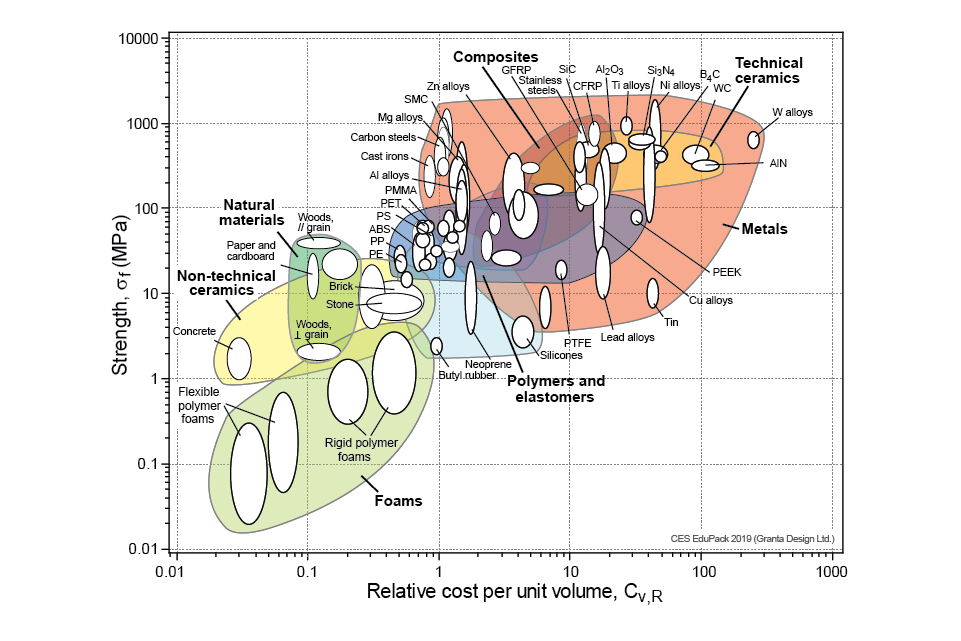 10000
1000
100
10
1
0.1
0.01
Strength, σf (MPa)
0.01
0.1
1
10
100
1000
Relative cost per unit volume, Cv,R
Composites
Technical
ceramics
GFRP
SiC
Al2O3
Si3N4
B4C
Zn alloys
Stainless
steels
CFRP
Ti alloys
Ni alloys
WC
SMC
W alloys
Mg alloys
Carbon steels
Cast irons
AlN
Al alloys
PMMA
PET
PS
ABS
PP
PE
Natural
materials
Woods,
// grain
Paper and
cardboard
Metals
Non-technical
ceramics
Brick
Stone
PEEK
Cu alloys
Concrete
Woods,
⊥ grain
Tin
Lead alloys
PTFE
Silicones
Neoprene
Butyl rubber
Polymers and
elastomers
Flexible
polymer
foams
Rigid polymer
foams
Foams
CES EduPack 2019 (Granta Design Ltd.)